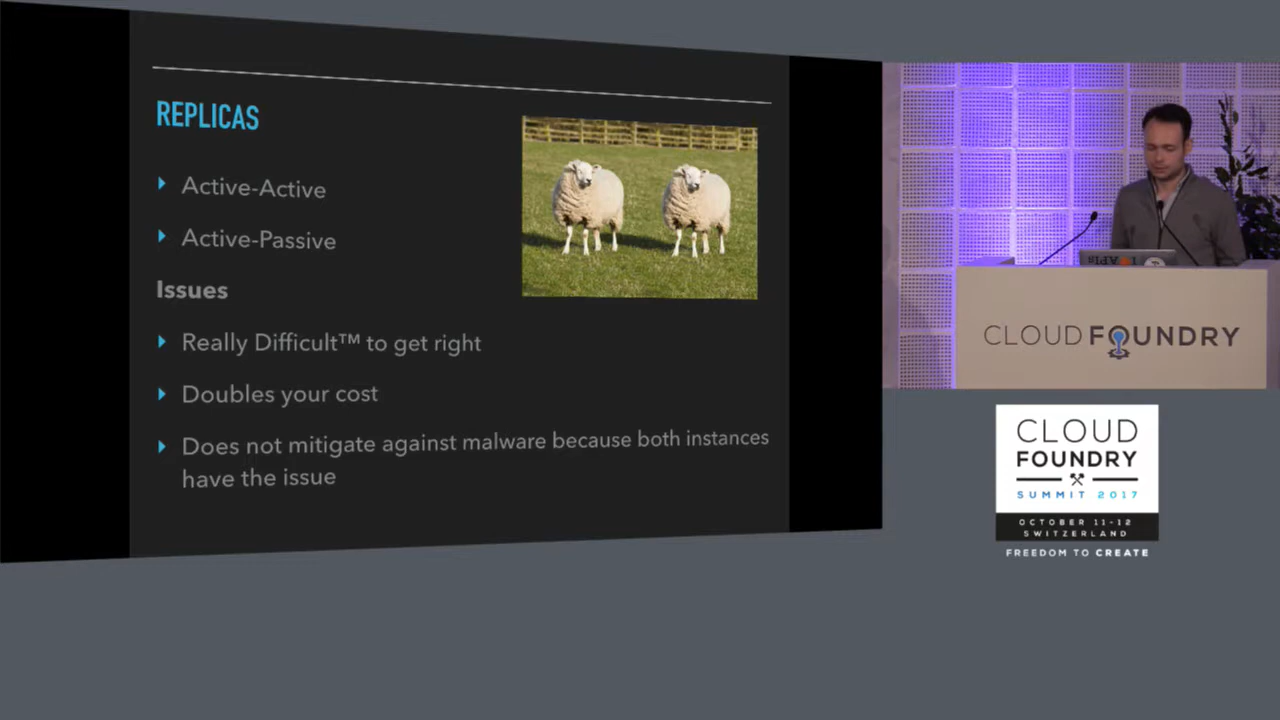 REPLICAS
Active-Active
Active-Passive
Issues
Really Difficult™ to get right
Doubles your cost
Does not mitigate against malware because both instances
have the issue
CLOUD FOUNDRY
CLOUD
FOUNDRY
SUMMIT 2017
OCTOBER 11-12
SWITZERLAND
FREEDOM TO CREATE